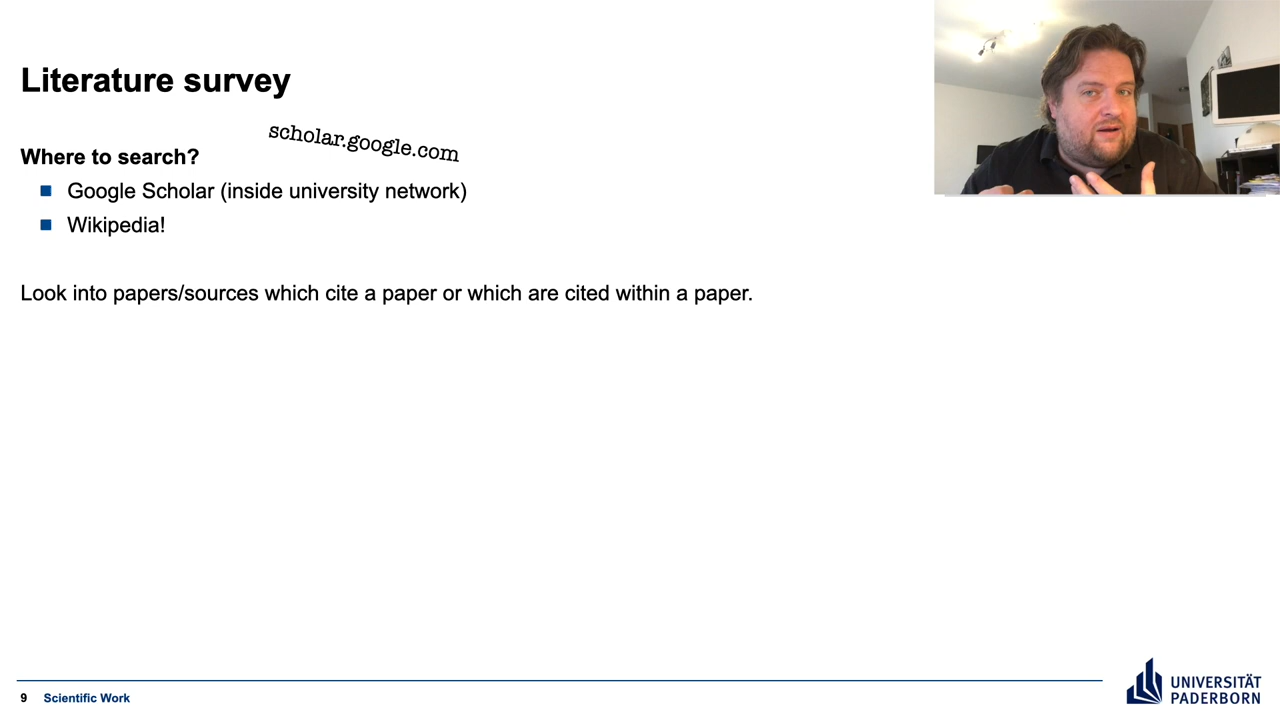 Literature survey
scholar.google.com
Where to search?
Google Scholar (inside university network)
Wikipedia!
Look into papers/sources which cite a paper or which are cited within a paper.
9 Scientific Work
UNIVERSITÄT
PADERBORN